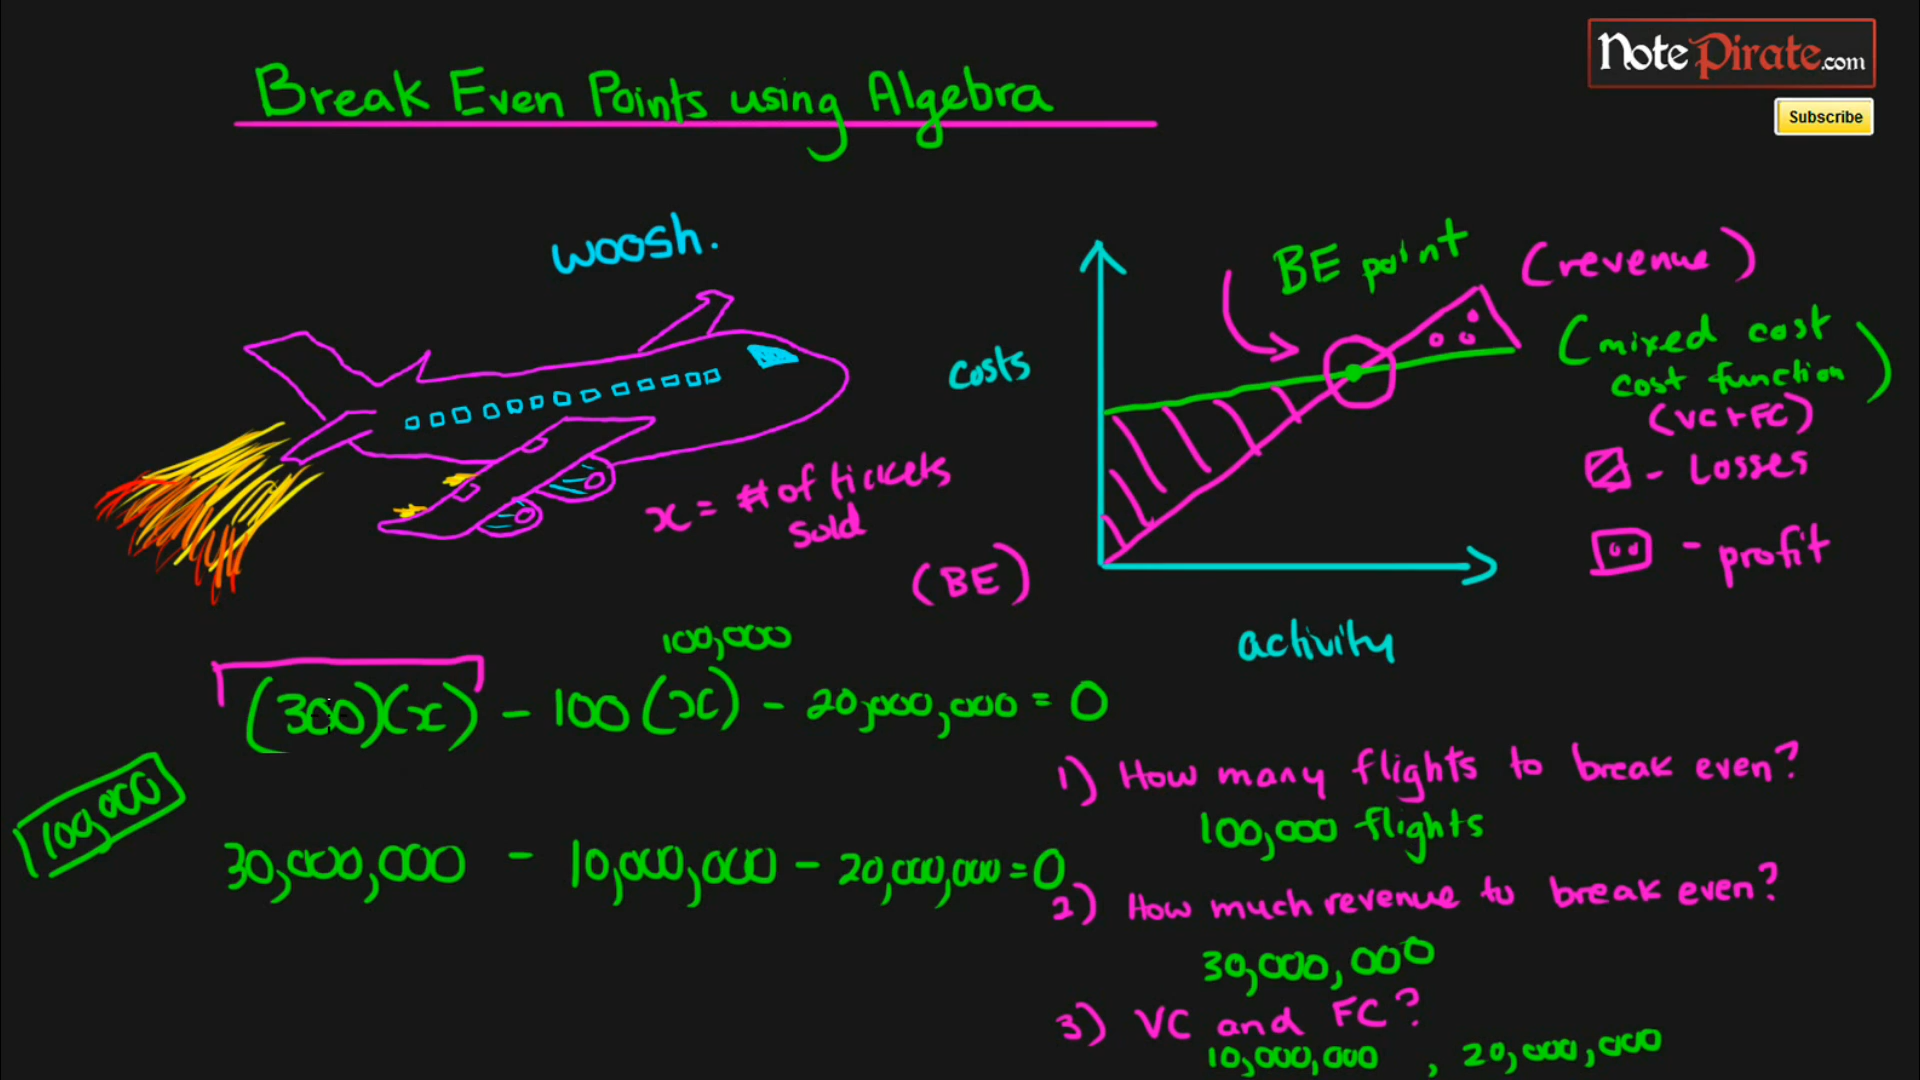 NotePirate.com
Subscribe
Break Even Points using Algebra
woosh.
BE point
(revenue)
(mixed cost
cost function)
(VC+FC)
costs
- Losses
- profit
x = # of tickets
sold
(BE)
activity
100,000
(300)(x) - 100(x) - 20,000,000 = 0
100,000
30,000,000 - 10,000,000 - 20,000,000 = 0
1) How many flights to break even?
100,000 flights
2) How much revenue to break even?
30,000,000
3) VC and FC?
10,000,000 , 20,000,000